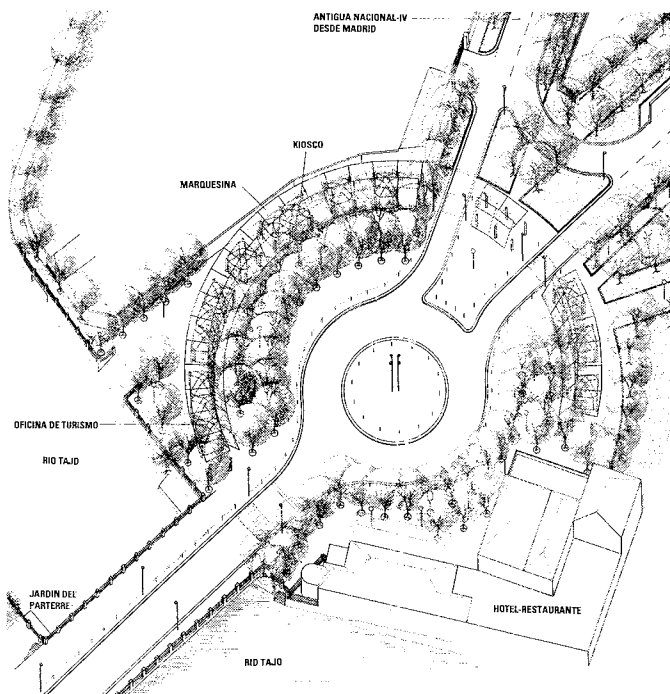 ANTIGUA NACIONAL-IV
DESDE MADRID
KIOSCO
MARQUESINA
OFICINA DE TURISMO
RIO TAJO
JARDIN DEL
PARTERRE
HOTEL-RESTAURANTE
RIO TAJO